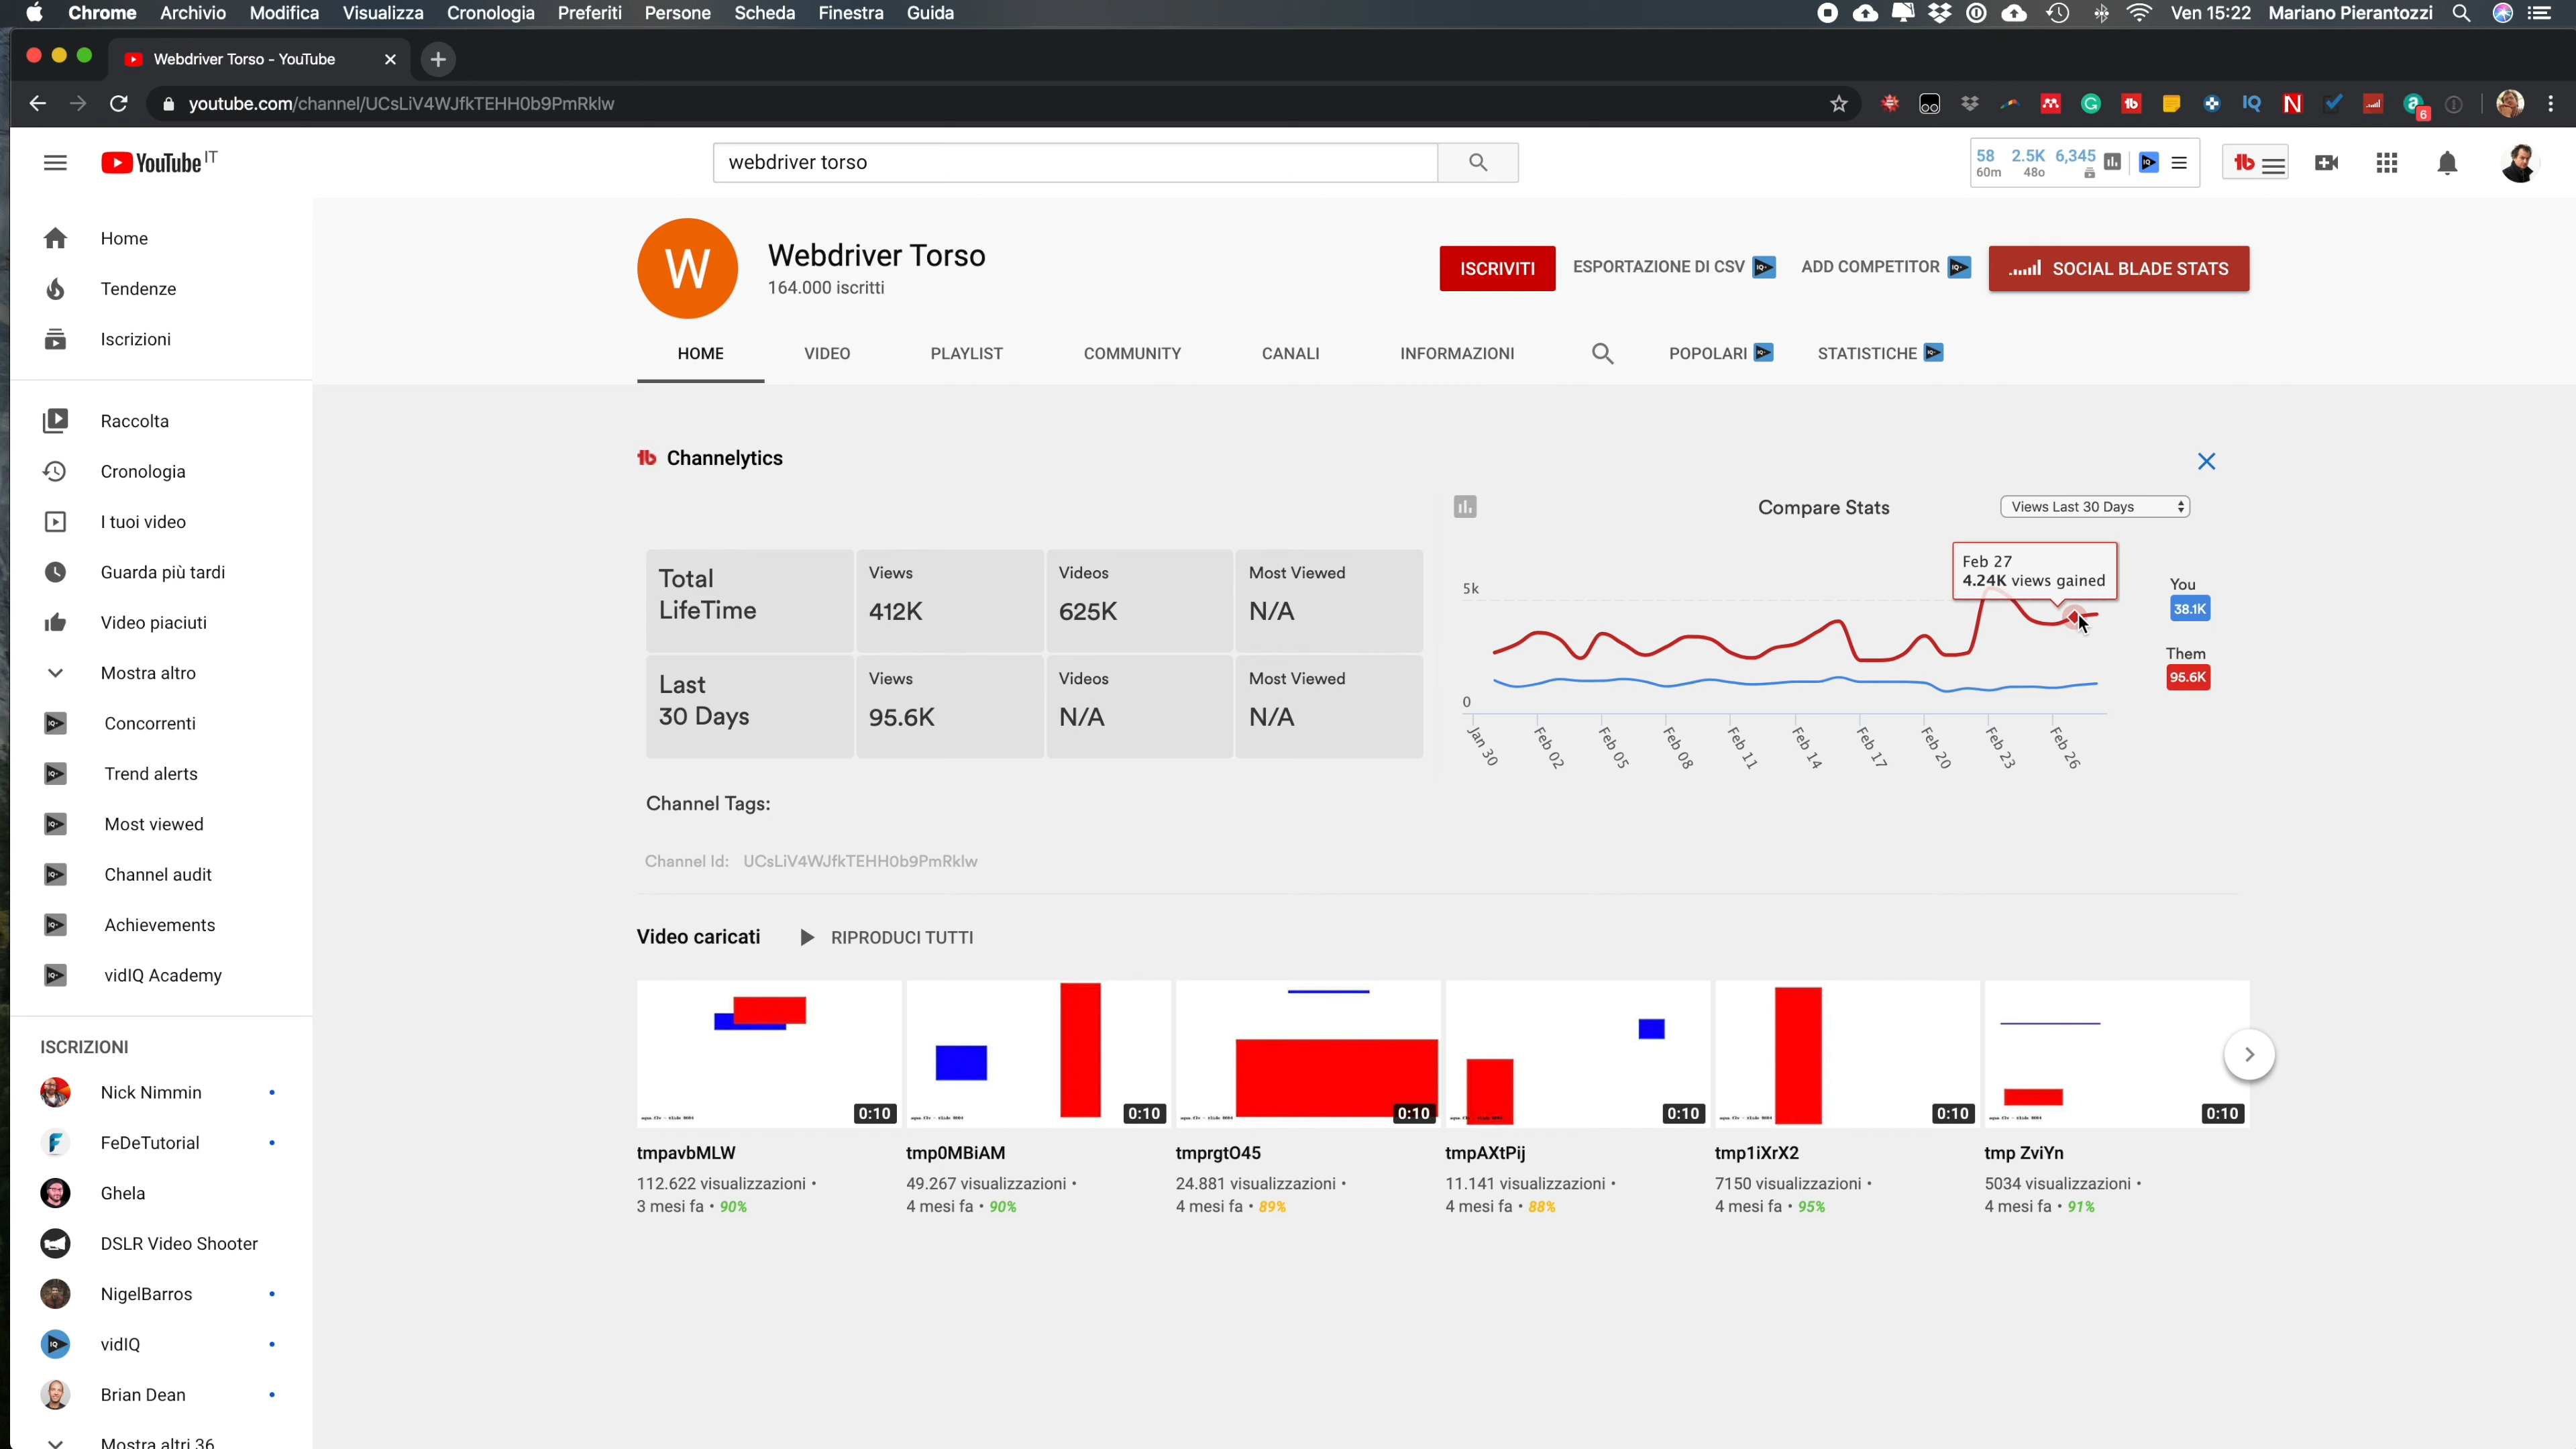 Chrome Archivio Modifica Visualizza Cronologia Preferiti Persone Scheda Finestra Guida
Ven 15:22 Mariano Pierantozzi
Webdriver Torso - YouTube
youtube.com/channel/UCsLiV4WJfkTEHH0b9PmRklw
6
YouTube IT
webdriver torso
58 2.5K 6,345
60m 48o
Home
Tendenze
Iscrizioni
Raccolta
Cronologia
I tuoi video
Guarda più tardi
Video piaciuti
Mostra altro
Concorrenti
Trend alerts
Most viewed
Channel audit
Achievements
vidIQ Academy
ISCRIZIONI
Nick Nimmin
FeDeTutorial
Ghela
DSLR Video Shooter
NigelBarros
vidIQ
Brian Dean
Mostra altri 36
W
Webdriver Torso
164.000 iscritti
ISCRIVITI ESPORTAZIONE DI CSV ADD COMPETITOR SOCIAL BLADE STATS
HOME VIDEO PLAYLIST COMMUNITY CANALI INFORMAZIONI POPOLARI STATISTICHE
Channelytics
Total LifeTime
Views
412K
Videos
625K
Most Viewed
N/A
Last 30 Days
Views
95.6K
Videos
N/A
Most Viewed
N/A
Compare Stats
Views Last 30 Days
Feb 27
4.24K views gained
5k
0
You
38.1K
Them
95.6K
Jan 30 Feb 02 Feb 05 Feb 08 Feb 11 Feb 14 Feb 17 Feb 20 Feb 23 Feb 26
Channel Tags:
Channel Id: UCsLiV4WJfkTEHH0b9PmRklw
Video caricati RIPRODUCI TUTTI
0:10 0:10 0:10 0:10 0:10 0:10
tmpavbMLW
112.622 visualizzazioni •
3 mesi fa • 90%
tmp0MBiAM
49.267 visualizzazioni •
4 mesi fa • 90%
tmprgtO45
24.881 visualizzazioni •
4 mesi fa • 89%
tmpAXtPij
11.141 visualizzazioni •
4 mesi fa • 88%
tmp1iXrX2
7150 visualizzazioni •
4 mesi fa • 95%
tmp ZviYn
5034 visualizzazioni •
4 mesi fa • 91%